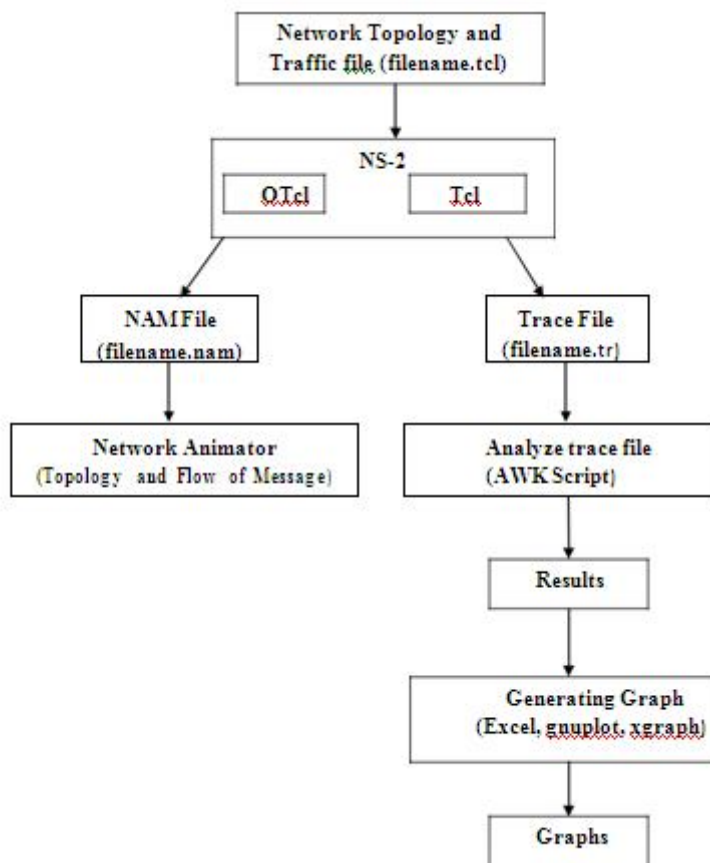 Network Topology and
Traffic file (filename.tcl)
NS-2
OTcl
Tcl
NAM File
(filename.nam)
Trace File
(filename.tr)
Network Animator
(Topology and Flow of Message)
Analyze trace file
(AWK Script)
Results
Generating Graph
(Excel, gnuplot, xgraph)
Graphs